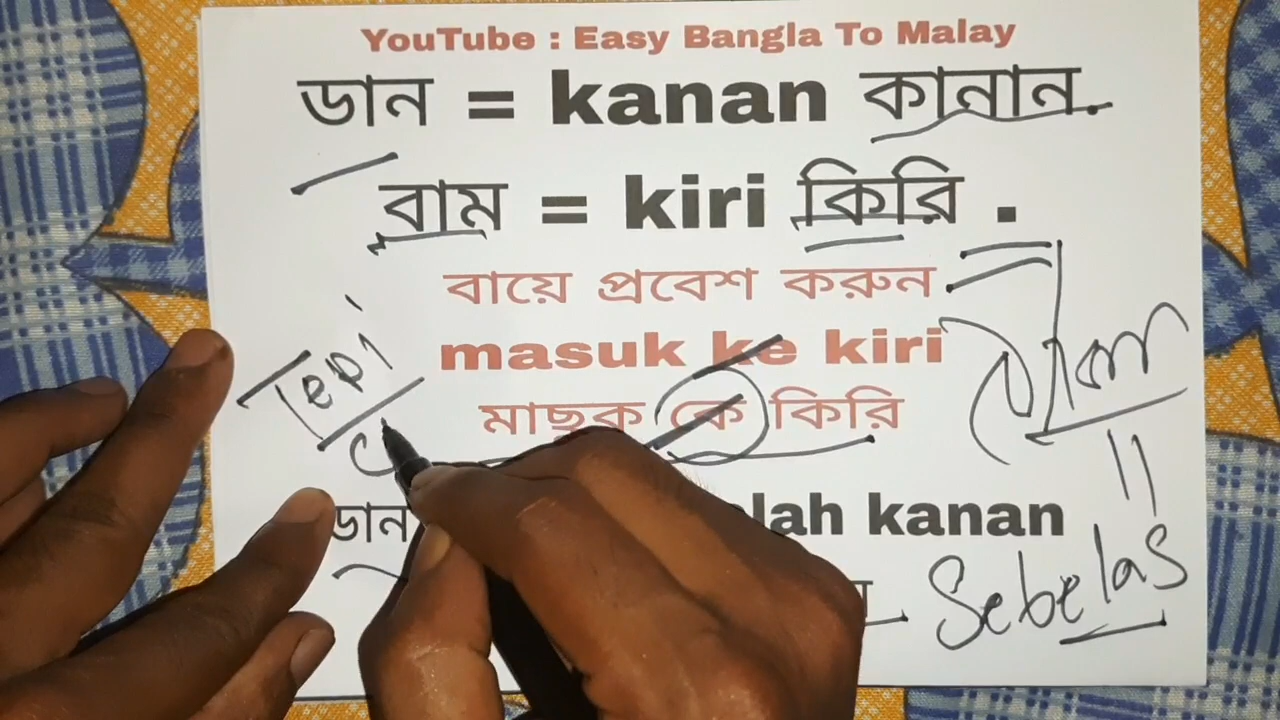 YouTube : Easy Bangla To Malay
ডান = kanan কানান.
বাম = kiri কিরি .
বায়ে প্রবেশ করুন
masuk ke kiri
মাছুক কে কিরি
Tepi
ডান lah kanan
11
Sebelas